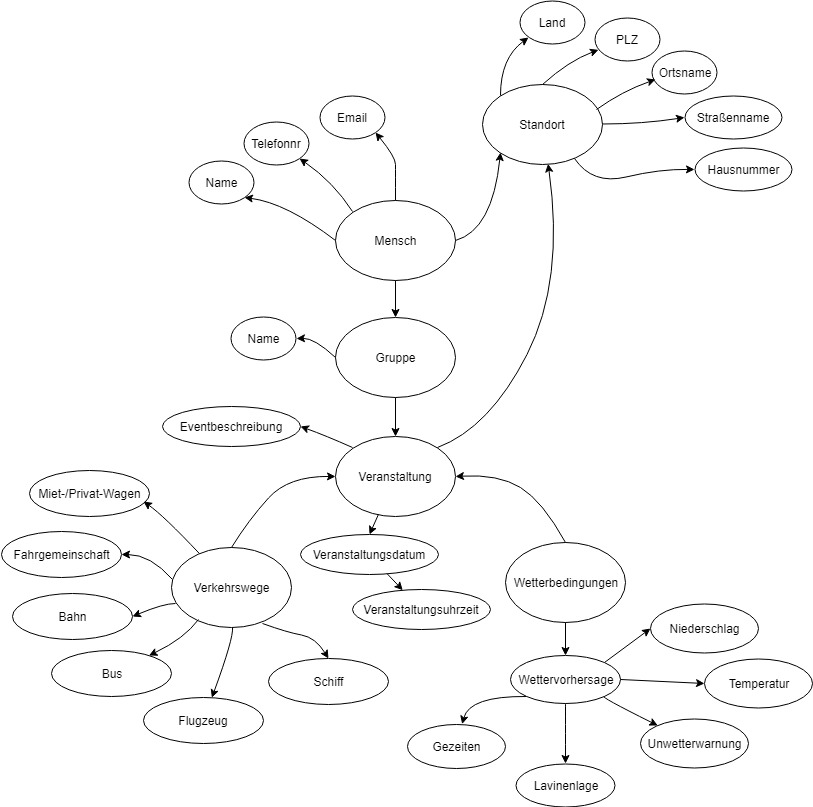 Land
PLZ
Ortsname
Straßenname
Hausnummer
Standort
Email
Telefonnr
Name
Mensch
Name
Gruppe
Eventbeschreibung
Veranstaltung
Miet-/Privat-Wagen
Fahrgemeinschaft
Bahn
Bus
Flugzeug
Schiff
Verkehrswege
Veranstaltungsdatum
Veranstaltungsuhrzeit
Wetterbedingungen
Wettervorhersage
Niederschlag
Temperatur
Unwetterwarnung
Gezeiten
Lavinenlage